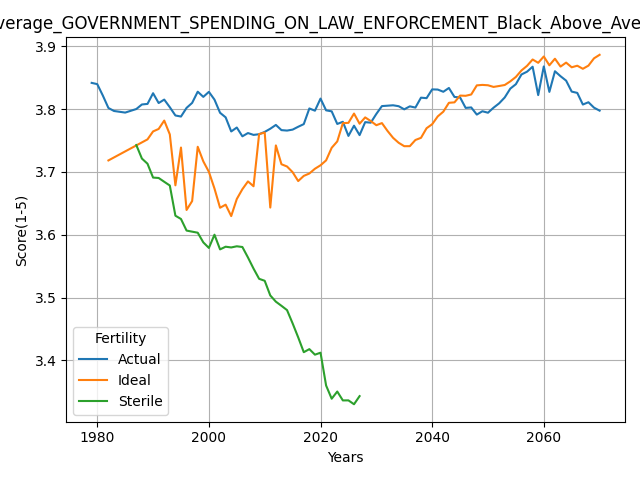 verage_GOVERNMENT_SPENDING_ON_LAW_ENFORCEMENT_Black_Above_Ave
3.9
3.8
3.7
3.6
3.5
3.4
Score(1-5)
Fertility
Actual
Ideal
Sterile
1980
2000
2020
2040
2060
Years